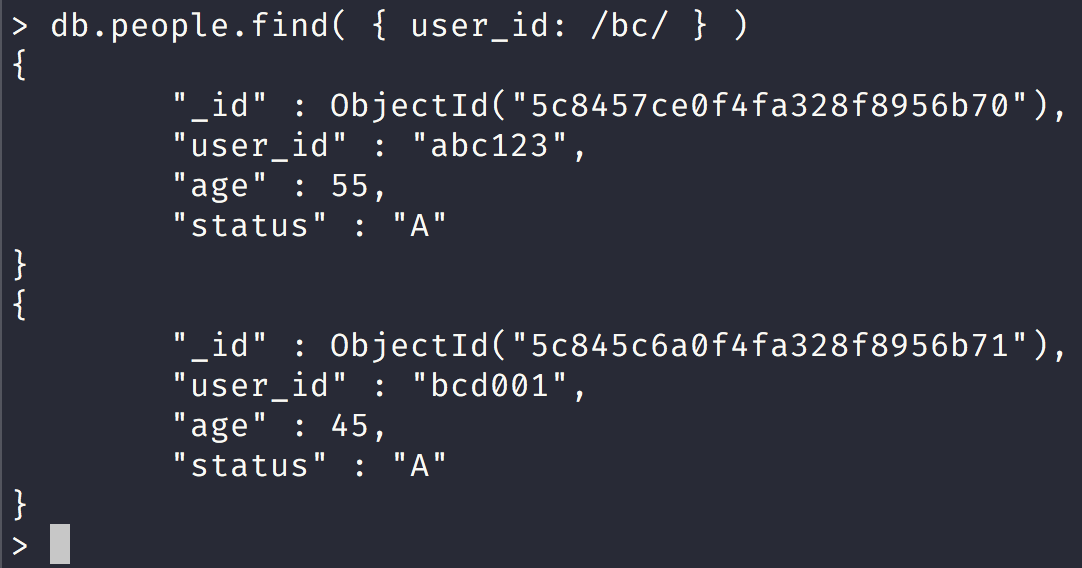 > db.people.find( { user_id: /bc/ } )
{
        "_id" : ObjectId("5c8457ce0f4fa328f8956b70"),
        "user_id" : "abc123",
        "age" : 55,
        "status" : "A"
}
{
        "_id" : ObjectId("5c845c6a0f4fa328f8956b71"),
        "user_id" : "bcd001",
        "age" : 45,
        "status" : "A"
}
>